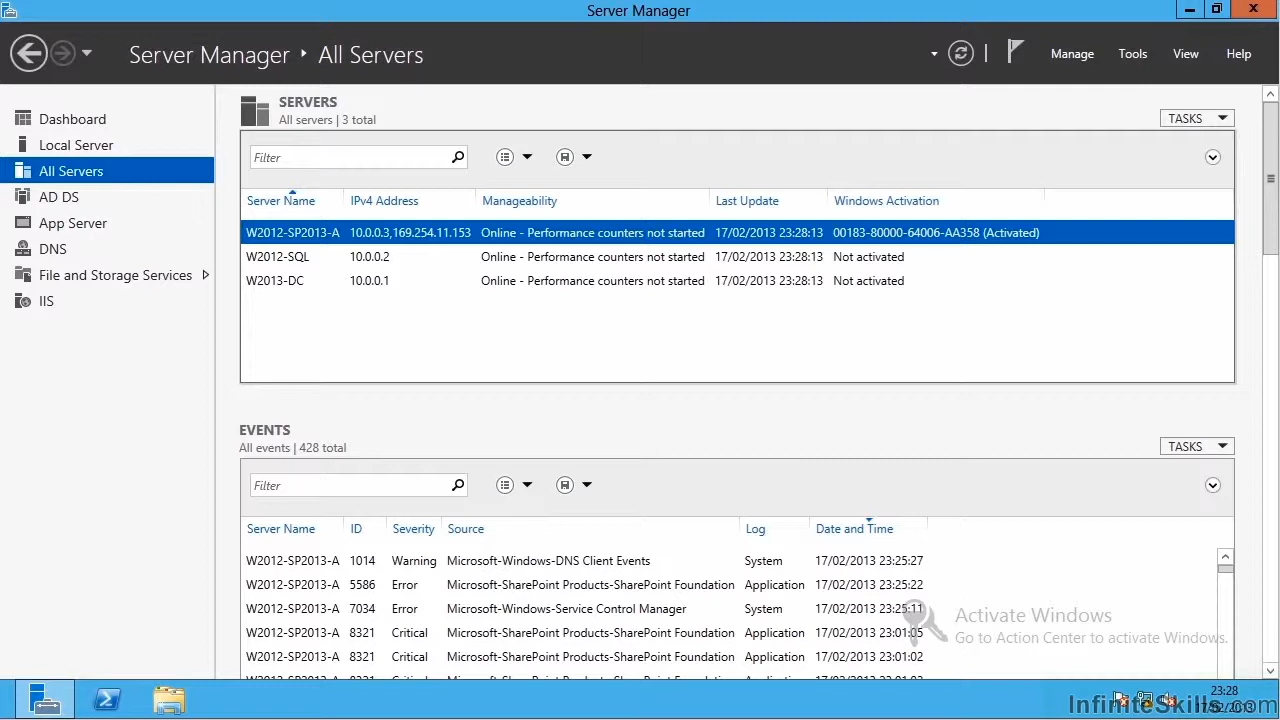 Server Manager
Server Manager ‣ All Servers
Manage Tools View Help
Dashboard
Local Server
All Servers
AD DS
App Server
DNS
File and Storage Services
IIS
SERVERS
All servers | 3 total
TASKS
Filter
Server Name IPv4 Address Manageability Last Update Windows Activation
W2012-SP2013-A 10.0.0.3,169.254.11.153 Online - Performance counters not started 17/02/2013 23:28:13 00183-80000-64006-AA358 (Activated)
W2012-SQL 10.0.0.2 Online - Performance counters not started 17/02/2013 23:28:13 Not activated
W2013-DC 10.0.0.1 Online - Performance counters not started 17/02/2013 23:28:13 Not activated
EVENTS
All events | 428 total
TASKS
Filter
Server Name ID Severity Source Log Date and Time
W2012-SP2013-A 1014 Warning Microsoft-Windows-DNS Client Events System 17/02/2013 23:25:27
W2012-SP2013-A 5586 Error Microsoft-SharePoint Products-SharePoint Foundation Application 17/02/2013 23:25:22
W2012-SP2013-A 7034 Error Microsoft-Windows-Service Control Manager System 17/02/2013 23:25:11
W2012-SP2013-A 8321 Critical Microsoft-SharePoint Products-SharePoint Foundation Application 17/02/2013 23:01:05
W2012-SP2013-A 8321 Critical Microsoft-SharePoint Products-SharePoint Foundation Application 17/02/2013 23:01:02
Activate Windows
Go to Action Center to activate Windows.
23:28
17/02/2013
InfiniteSkills.com